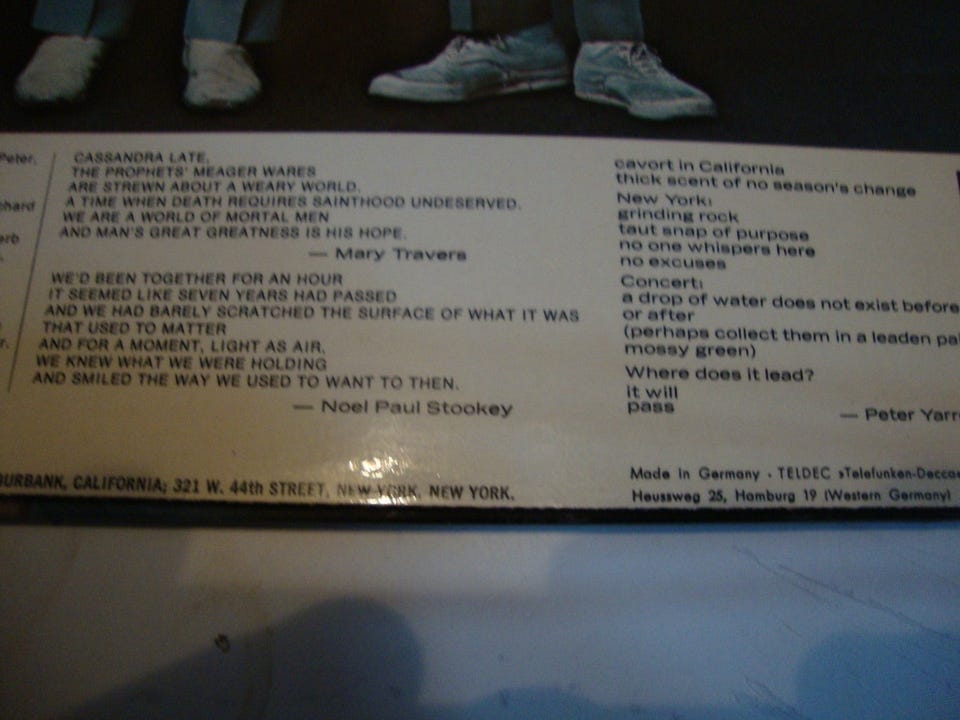 Peter,
chard
erb
r.
CASSANDRA LATE,
THE PROPHETS' MEAGER WARES
ARE STREWN ABOUT A WEARY WORLD.
A TIME WHEN DEATH REQUIRES SAINTHOOD UNDESERVED.
WE ARE A WORLD OF MORTAL MEN
AND MAN'S GREAT GREATNESS IS HIS HOPE.
— Mary Travers
WE'D BEEN TOGETHER FOR AN HOUR
IT SEEMED LIKE SEVEN YEARS HAD PASSED
AND WE HAD BARELY SCRATCHED THE SURFACE OF WHAT IT WAS
THAT USED TO MATTER
AND FOR A MOMENT, LIGHT AS AIR,
WE KNEW WHAT WE WERE HOLDING
AND SMILED THE WAY WE USED TO WANT TO THEN.
— Noel Paul Stookey
cavort in California
thick scent of no season's change
New York:
grinding rock
taut snap of purpose
no one whispers here
no excuses
Concert:
a drop of water does not exist before
or after
(perhaps collect them in a leaden pa
mossy green)
Where does it lead?
it will
pass
— Peter Yarr
BURBANK, CALIFORNIA; 321 W. 44th STREET, NEW YORK, NEW YORK.
Made in Germany · TELDEC »Telefunken-Decca
Heussweg 25, Hamburg 19 (Western Germany)